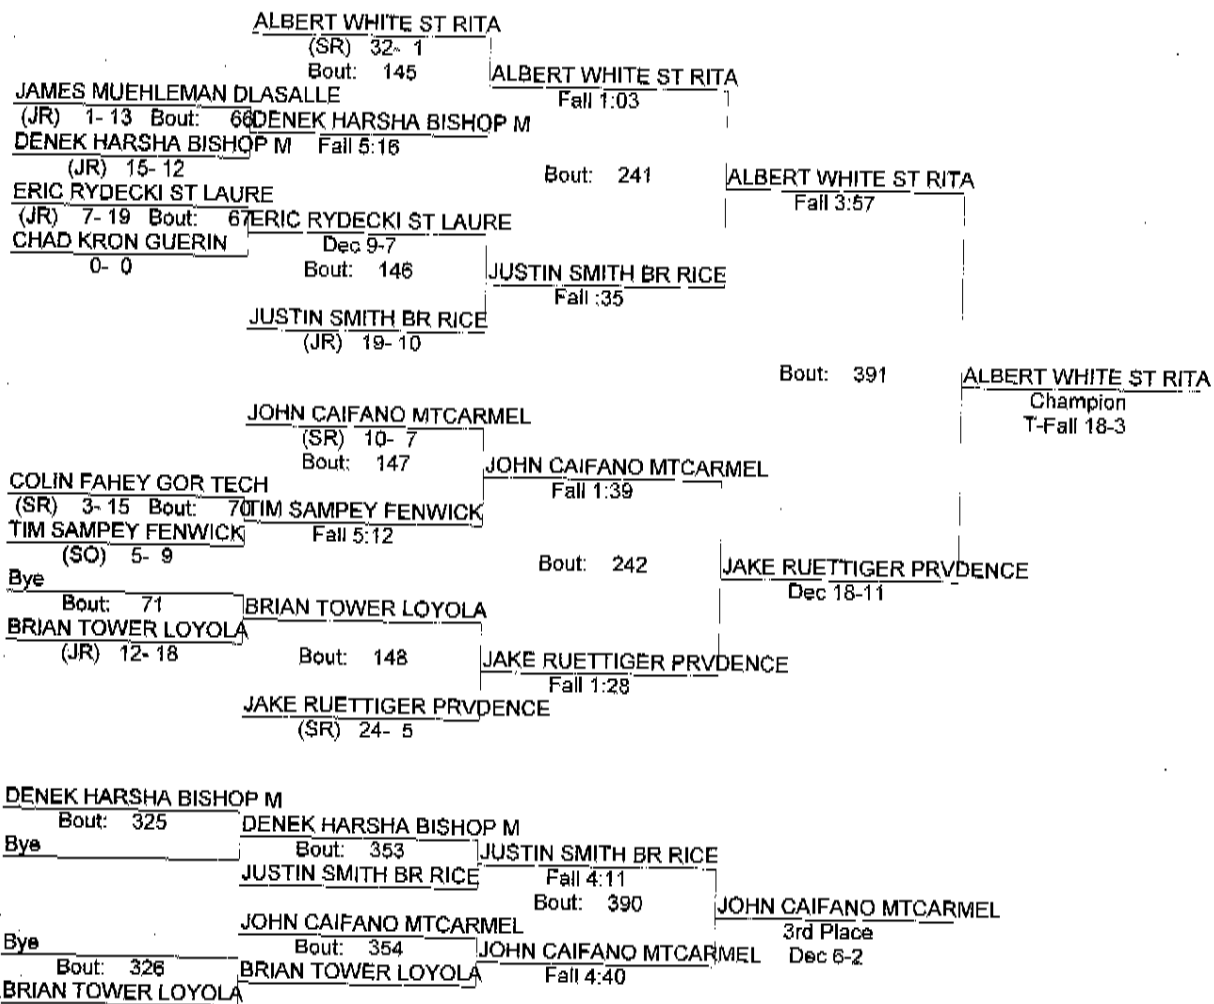 ALBERT WHITE ST RITA
(SR) 32- 1
Bout: 145
ALBERT WHITE ST RITA
Fall 1:03
JAMES MUEHLEMAN DLASALLE
(JR) 1- 13 Bout: 66
DENEK HARSHA BISHOP M
DENEK HARSHA BISHOP M Fall 5:16
(JR) 15- 12
Bout: 241
ALBERT WHITE ST RITA
Fall 3:57
ERIC RYDECKI ST LAURE
(JR) 7- 19 Bout: 67
ERIC RYDECKI ST LAURE
CHAD KRON GUERIN
Dec 9-7
0- 0
Bout: 146
JUSTIN SMITH BR RICE
Fall :35
JUSTIN SMITH BR RICE
(JR) 19- 10
Bout: 391
ALBERT WHITE ST RITA
Champion
T-Fall 18-3
JOHN CAIFANO MTCARMEL
(SR) 10- 7
Bout: 147
JOHN CAIFANO MTCARMEL
Fall 1:39
COLIN FAHEY GOR TECH
(SR) 3- 15 Bout: 70
TIM SAMPEY FENWICK
TIM SAMPEY FENWICK
Fall 5:12
(SO) 5- 9
Bout: 242
JAKE RUETTIGER PRVDENCE
Dec 18-11
Bye
Bout: 71
BRIAN TOWER LOYOLA
BRIAN TOWER LOYOLA
(JR) 12- 18
Bout: 148
JAKE RUETTIGER PRVDENCE
Fall 1:28
JAKE RUETTIGER PRVDENCE
(SR) 24- 5
DENEK HARSHA BISHOP M
Bout: 325
DENEK HARSHA BISHOP M
Bye
Bout: 353
JUSTIN SMITH BR RICE
JUSTIN SMITH BR RICE
Fall 4:11
Bout: 390
JOHN CAIFANO MTCARMEL
3rd Place
Dec 6-2
JOHN CAIFANO MTCARMEL
Bye
Bout: 354
JOHN CAIFANO MTCARMEL
Bout: 326
BRIAN TOWER LOYOLA
Fall 4:40
BRIAN TOWER LOYOLA